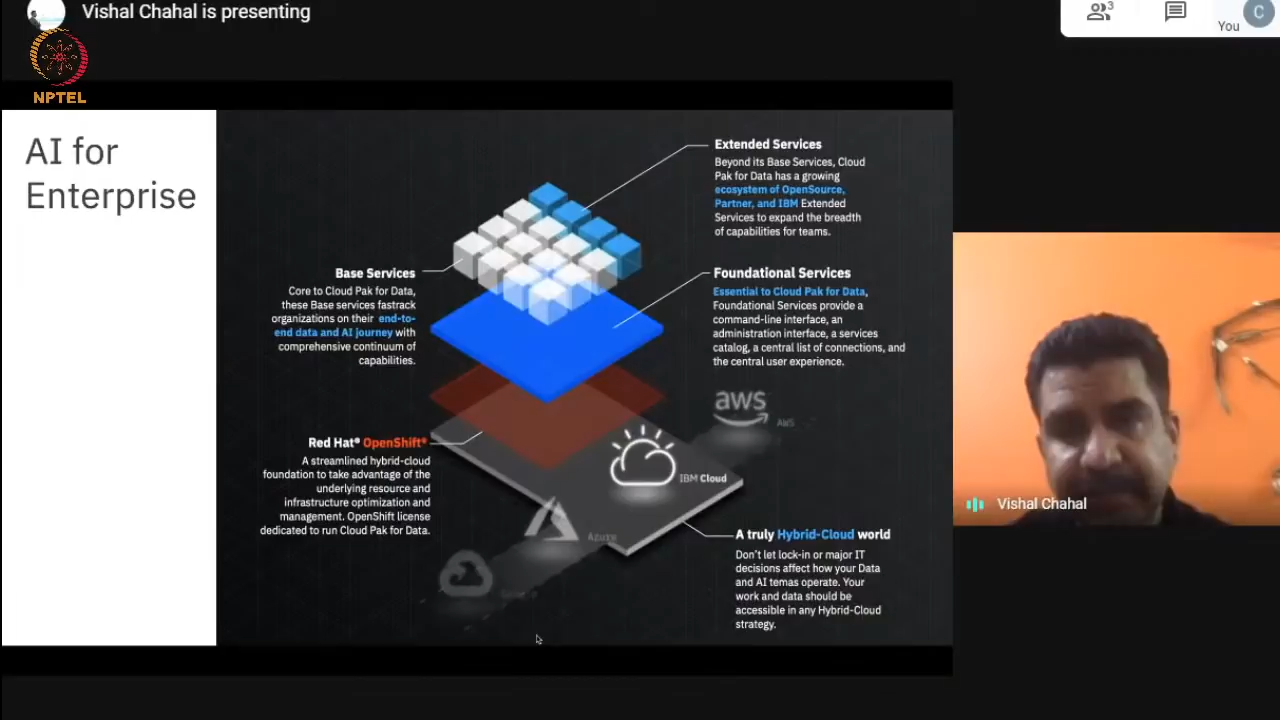 Vishal Chahal is presenting
3
You
C
NPTEL
AI for
Enterprise
Extended Services
Beyond its Base Services, Cloud
Pak for Data has a growing
ecosystem of OpenSource,
Partner, and IBM Extended
Services to expand the breadth
of capabilities for teams.
Base Services
Core to Cloud Pak for Data,
these Base services fastrack
organizations on their end-to-
end data and AI journey with
comprehensive continuum of
capabilities.
Foundational Services
Essential to Cloud Pak for Data,
Foundational Services provide a
command-line interface, an
administration interface, a services
catalog, a central list of connections, and
the central user experience.
aws
AWS
Red Hat® OpenShift®
A streamlined hybrid-cloud
foundation to take advantage of the
underlying resource and
infrastructure optimization and
management. OpenShift license
dedicated to run Cloud Pak for Data.
IBM Cloud
Azure
A truly Hybrid-Cloud world
Don't let lock-in or major IT
decisions affect how your Data
and AI temas operate. Your
work and data should be
accessible in any Hybrid-Cloud
strategy.
Vishal Chahal